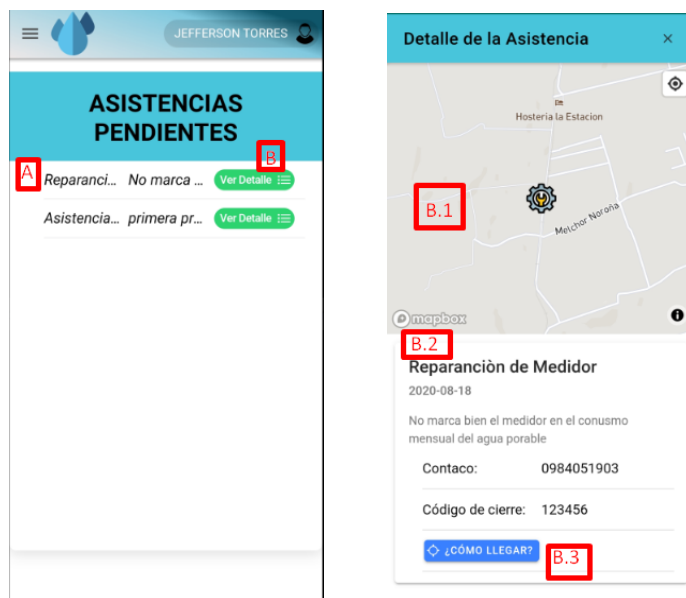 JEFFERSON TORRES
ASISTENCIAS
PENDIENTES
B
A
Reparanci... No marca ... Ver Detalle
Asistencia... primera pr... Ver Detalle
Detalle de la Asistencia ×
Hosteria la Estacion
B.1
Melchor Noroña
mapbox
B.2
Reparanciòn de Medidor
2020-08-18
No marca bien el medidor en el conusmo
mensual del agua porable
Contaco: 0984051903
Código de cierre: 123456
¿CÓMO LLEGAR?
B.3